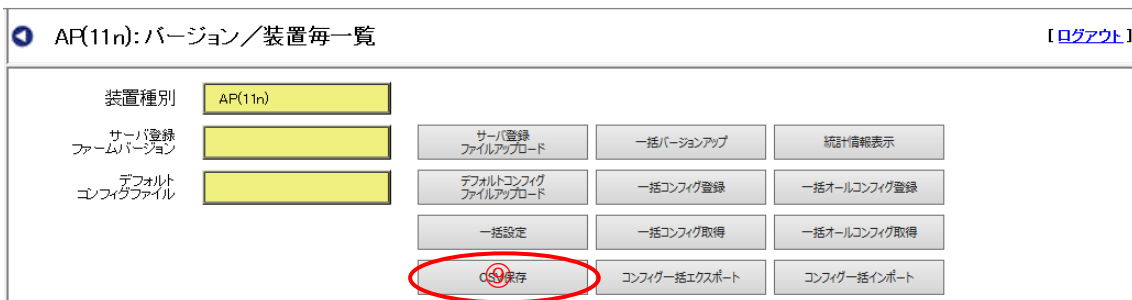 AP(11n):バージョン／装置毎一覧
[ログアウト]
装置種別
AP(11n)
サーバ登録
ファームバージョン
サーバ登録
ファイルアップロード
一括バージョンアップ
統計情報表示
デフォルト
コンフィグファイル
デフォルトコンフィグ
ファイルアップロード
一括コンフィグ登録
一括オールコンフィグ登録
一括設定
一括コンフィグ取得
一括オールコンフィグ取得
⑨
CSV保存
コンフィグ一括エクスポート
コンフィグ一括インポート